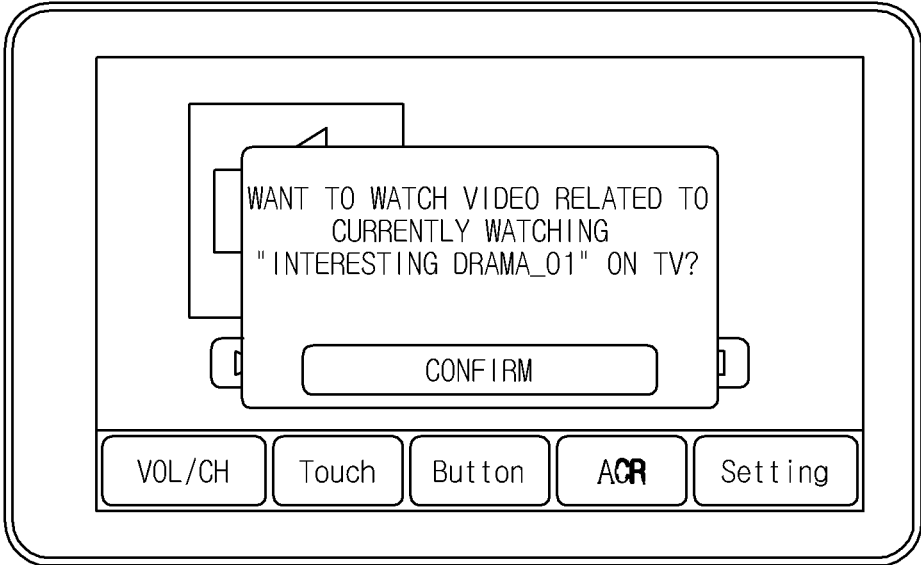 WANT TO WATCH VIDEO RELATED TO
CURRENTLY WATCHING
"INTERESTING DRAMA_01" ON TV?
CONFIRM
VOL/CH Touch Button ACR Setting